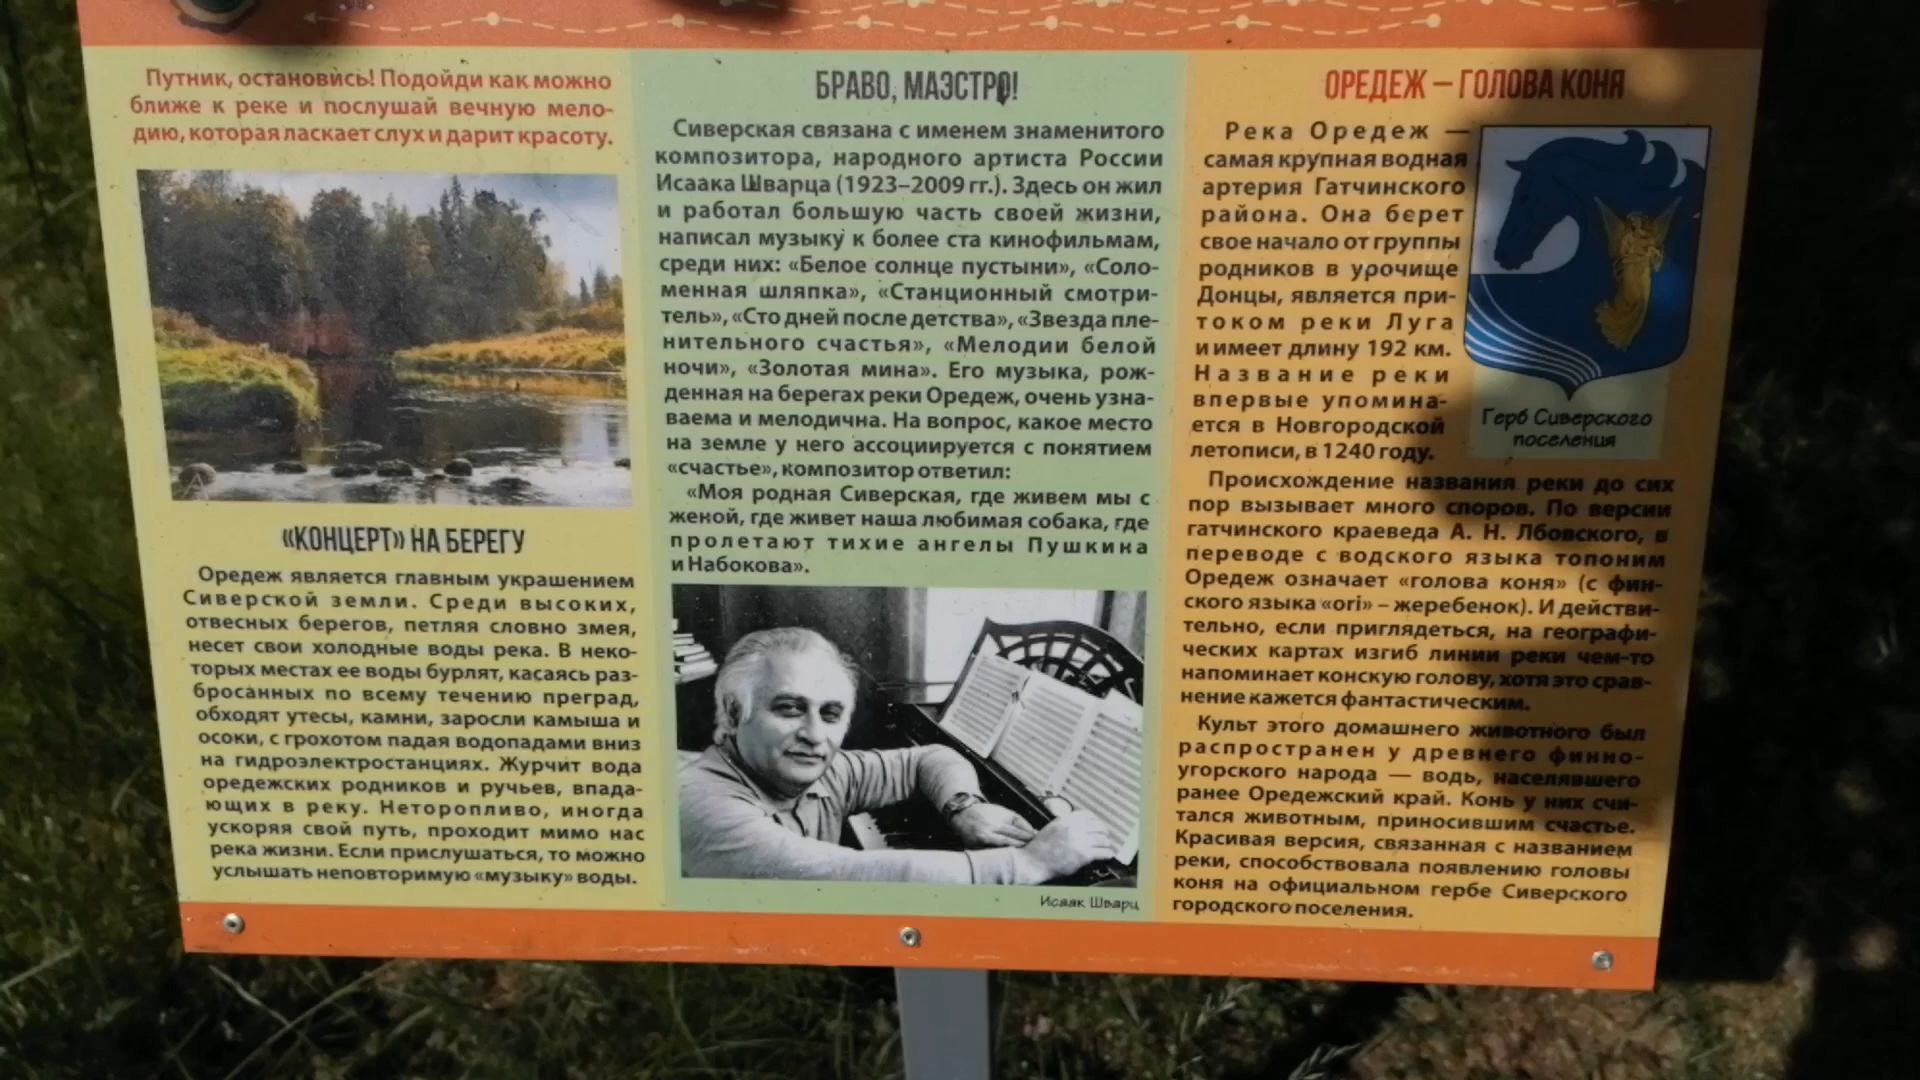 Путник, остановись! Подойди как можно
ближе к реке и послушай вечную мело-
дию, которая ласкает слух и дарит красоту.
«КОНЦЕРТ» НА БЕРЕГУ
Оредеж является главным украшением
Сиверской земли. Среди высоких,
отвесных берегов, петляя словно змея,
несет свои холодные воды река. В неко-
торых местах ее воды бурлят, касаясь раз-
бросанных по всему течению преград,
обходят утесы, камни, заросли камыша и
осоки, с грохотом падая водопадами вниз
на гидроэлектростанциях. Журчит вода
оредежских родников и ручьев, впада-
ющих в реку. Неторопливо, иногда
ускоряя свой путь, проходит мимо нас
река жизни. Если прислушаться, то можно
услышать неповторимую «музыку» воды.
БРАВО, МАЭСТРО!
Сиверская связана с именем знаменитого
композитора, народного артиста России
Исаака Шварца (1923–2009 гг.). Здесь он жил
и работал большую часть своей жизни,
написал музыку к более ста кинофильмам,
среди них: «Белое солнце пустыни», «Соло-
менная шляпка», «Станционный смотри-
тель», «Сто дней после детства», «Звезда пле-
нительного счастья», «Мелодии белой
ночи», «Золотая мина». Его музыка, рож-
денная на берегах реки Оредеж, очень узна-
ваема и мелодична. На вопрос, какое место
на земле у него ассоциируется с понятием
«счастье», композитор ответил:
«Моя родная Сиверская, где живем мы с
женой, где живет наша любимая собака, где
пролетают тихие ангелы Пушкина
и Набокова».
Исаак Шварц
ОРЕДЕЖ – ГОЛОВА КОНЯ
Река Оредеж —
самая крупная водная
артерия Гатчинского
района. Она берет
свое начало от группы
родников в урочище
Донцы, является при-
током реки Луга
и имеет длину 192 км.
Название реки
впервые упомина-
ется в Новгородской
летописи, в 1240 году.
Герб Сиверского
поселения
Происхождение названия реки до сих
пор вызывает много споров. По версии
гатчинского краеведа А. Н. Лбовского, в
переводе с водского языка топоним
Оредеж означает «голова коня» (с фин-
ского языка «ori» – жеребенок). И действи-
тельно, если приглядеться, на географи-
ческих картах изгиб линии реки чем-то
напоминает конскую голову, хотя это срав-
нение кажется фантастическим.
Культ этого домашнего животного был
распространен у древнего финно-
угорского народа — водь, населявшего
ранее Оредежский край. Конь у них счи-
тался животным, приносившим счастье.
Красивая версия, связанная с названием
реки, способствовала появлению головы
коня на официальном гербе Сиверского
городского поселения.